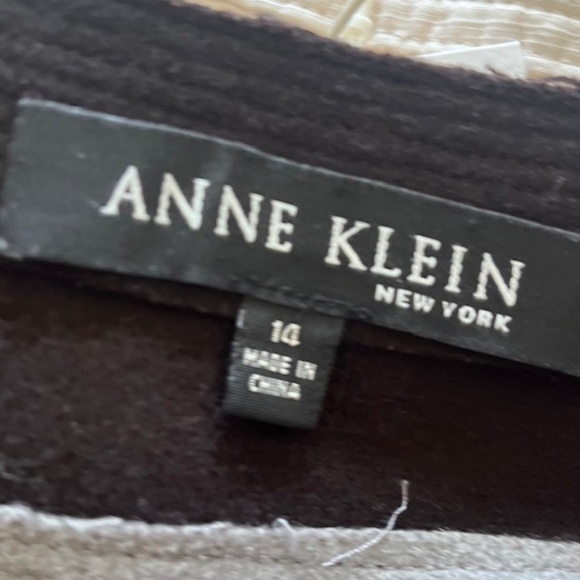 ANNE KLEIN
NEW YORK
14
MADE IN
CHINA